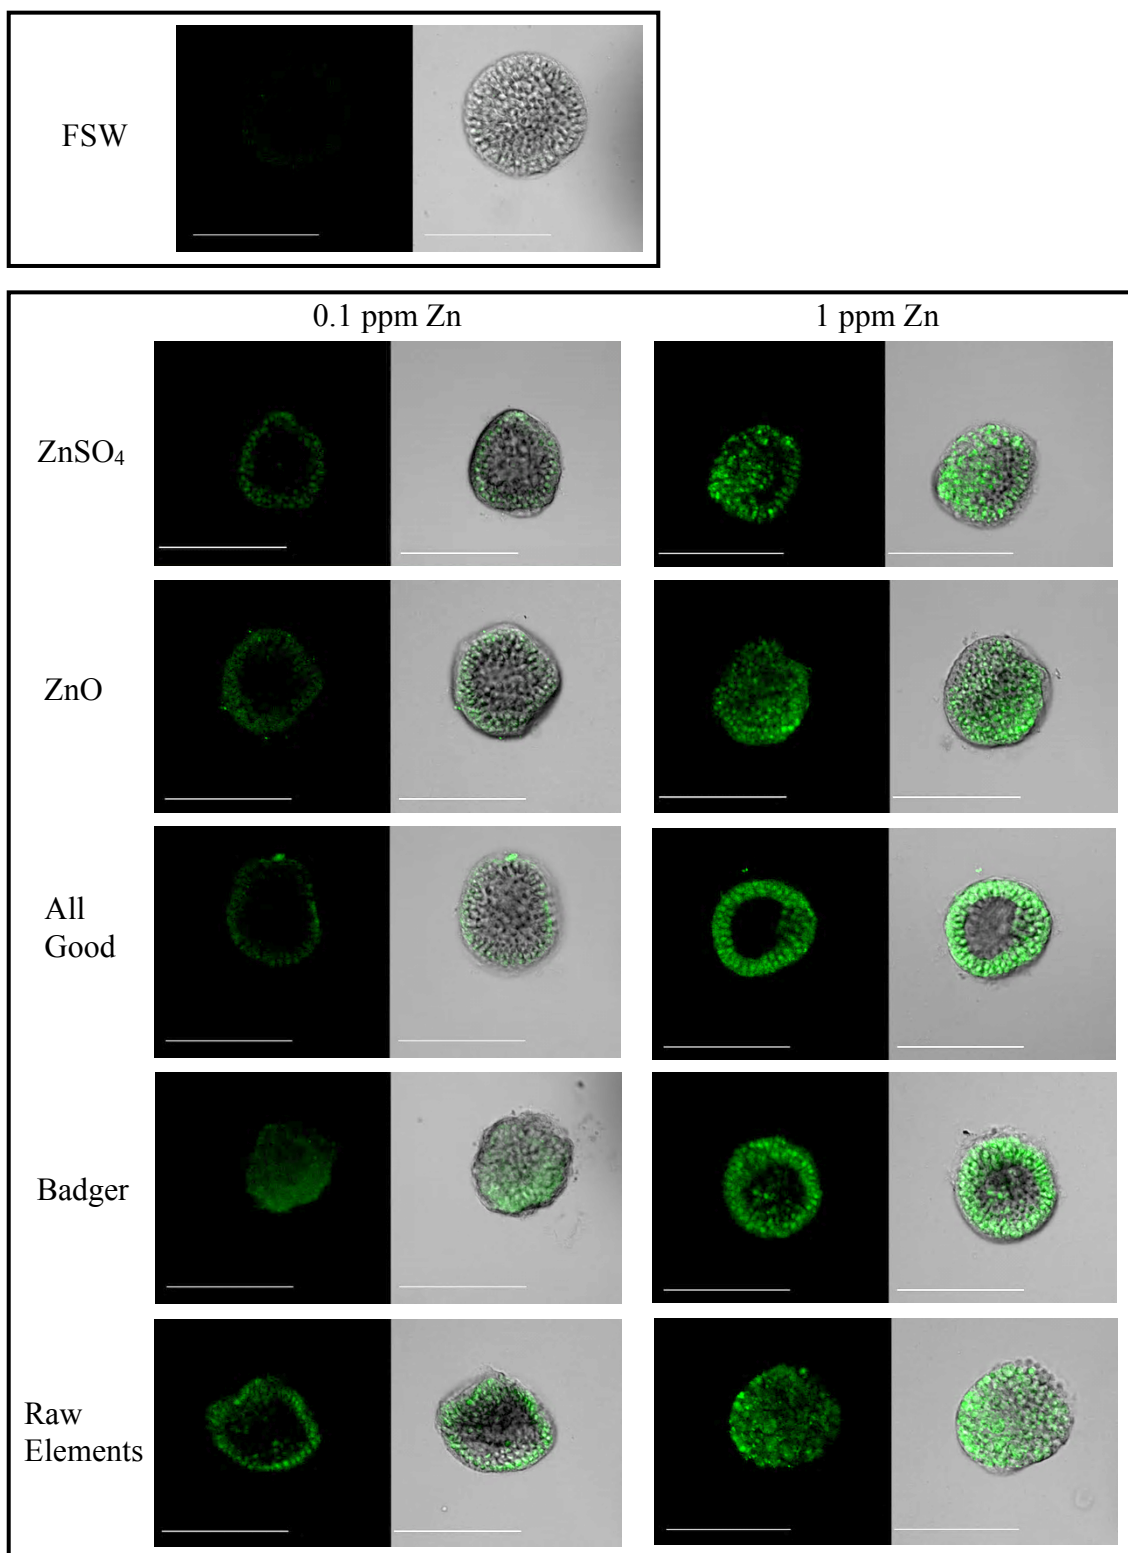 FSW
0.1 ppm Zn 1 ppm Zn
ZnSO₄
ZnO
All
Good
Badger
Raw
Elements